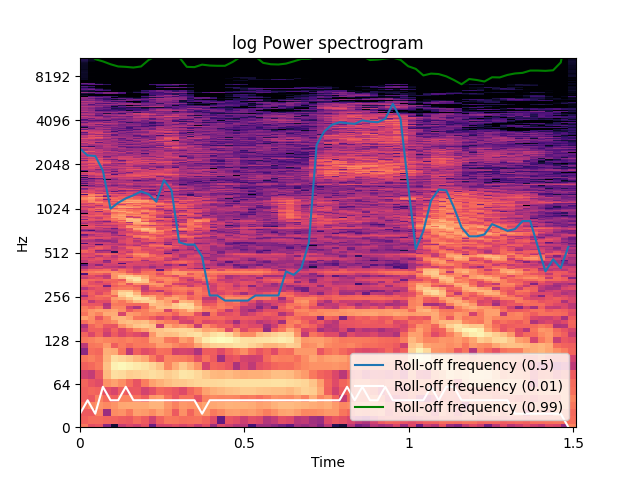 log Power spectrogram
Hz
8192
4096
2048
1024
512
256
128
64
0
Roll-off frequency (0.5)
Roll-off frequency (0.01)
Roll-off frequency (0.99)
0
0.5
1
1.5
Time